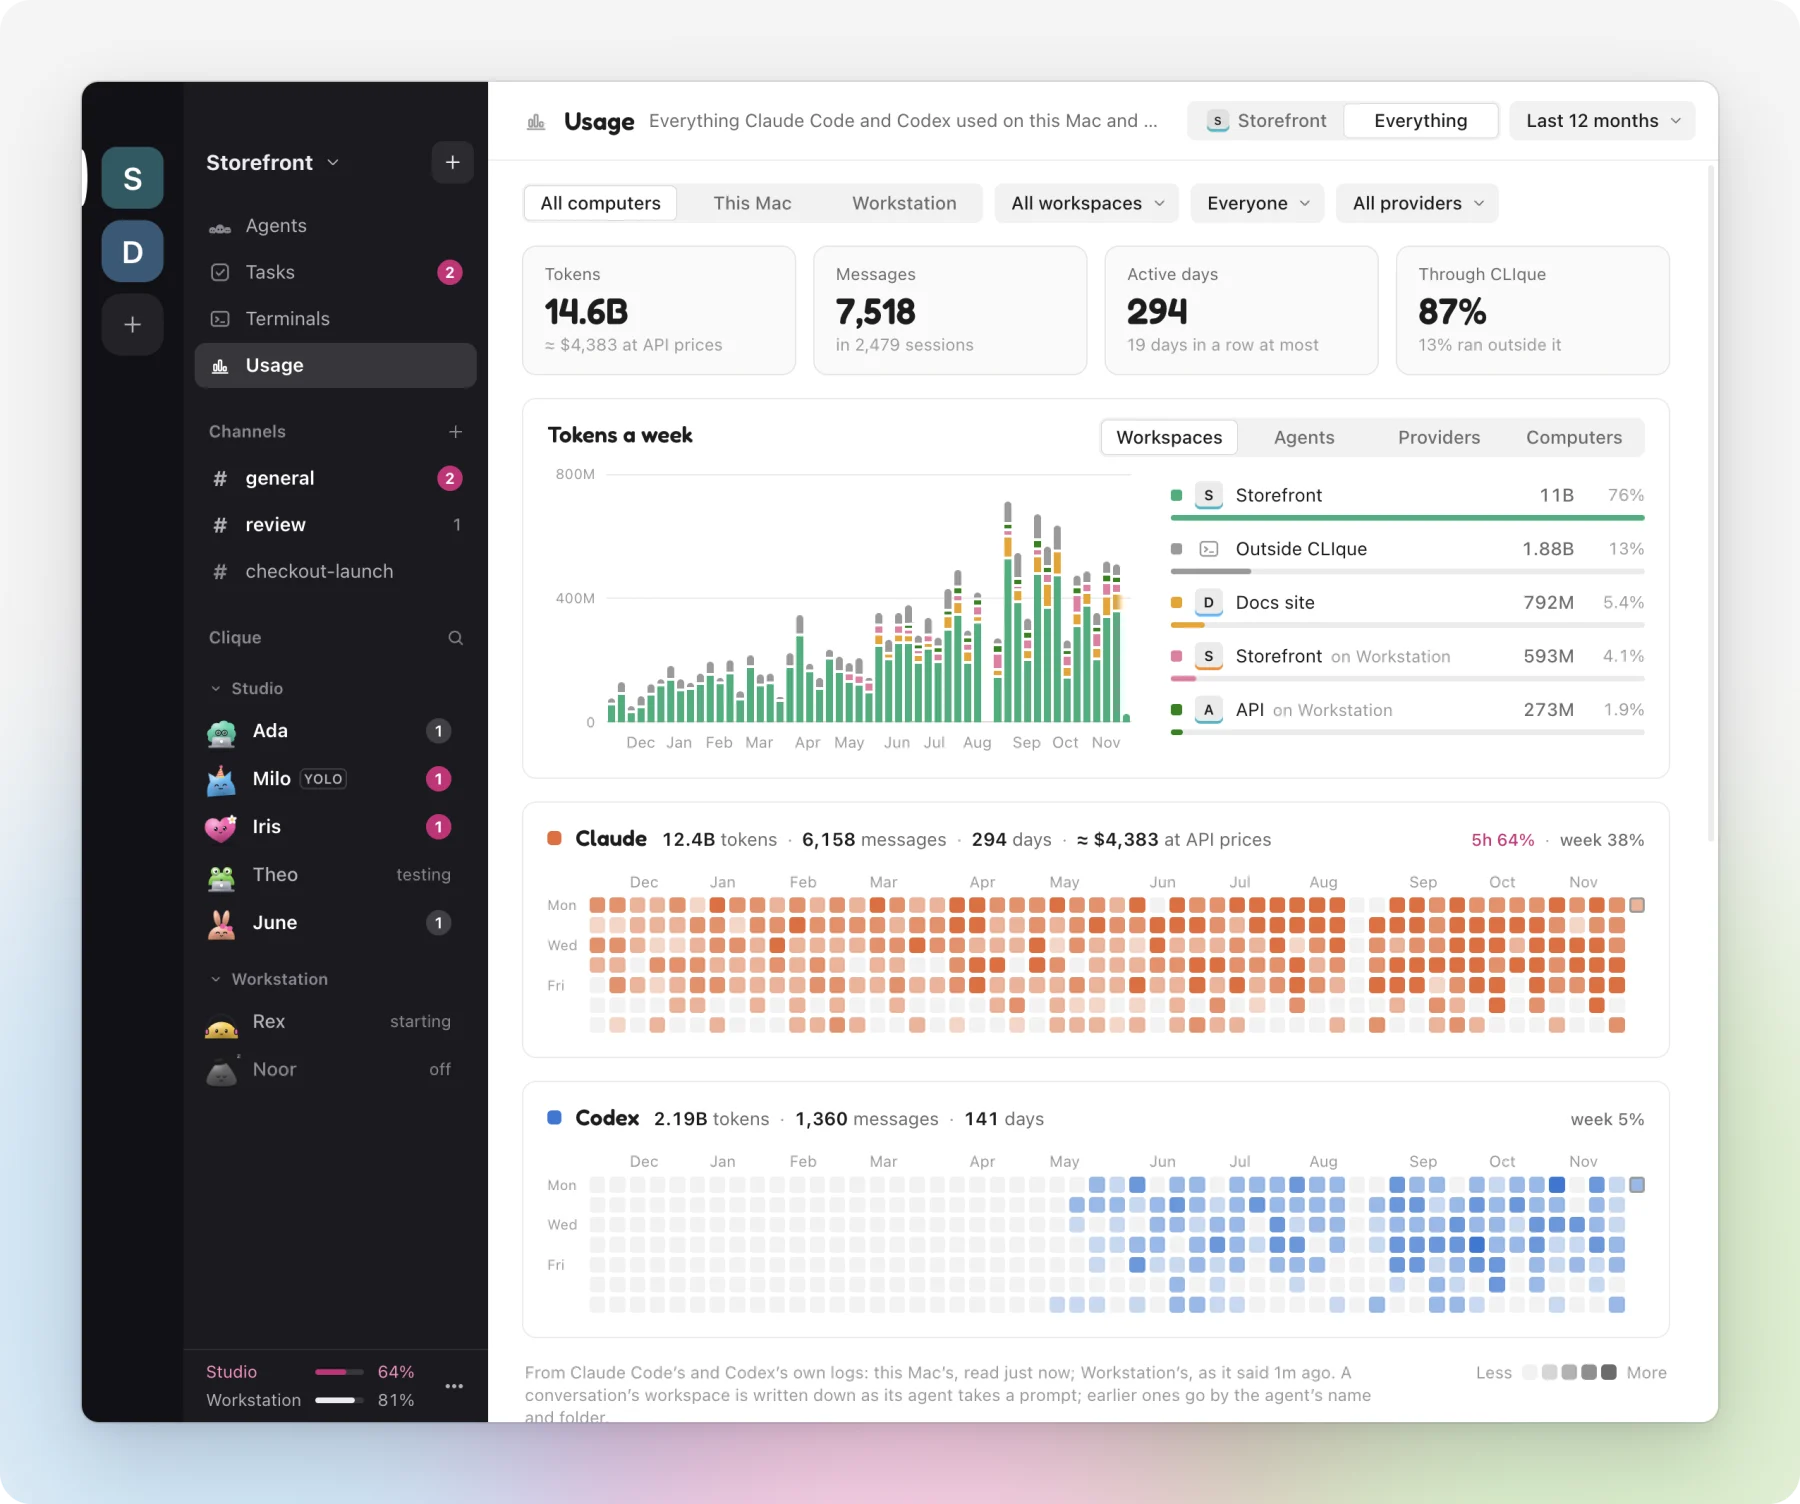 S
D
Storefront
Agents
Tasks 2
Terminals
Usage
Channels
# general 2
# review 1
# checkout-launch
Clique
Studio
Ada 1
Milo YOLO 1
Iris 1
Theo testing
June 1
Workstation
Rex starting
Noor off
Studio 64%
Workstation 81%
Usage Everything Claude Code and Codex used on this Mac and ...
S Storefront Everything Last 12 months
All computers This Mac Workstation All workspaces Everyone All providers
Tokens
14.6B
≈ $4,383 at API prices
Messages
7,518
in 2,479 sessions
Active days
294
19 days in a row at most
Through CLIque
87%
13% ran outside it
Tokens a week
Workspaces Agents Providers Computers
800M
400M
0
Dec Jan Feb Mar Apr May Jun Jul Aug Sep Oct Nov
S Storefront 11B 76%
Outside CLIque 1.88B 13%
D Docs site 792M 5.4%
S Storefront on Workstation 593M 4.1%
A API on Workstation 273M 1.9%
Claude 12.4B tokens · 6,158 messages · 294 days · ≈ $4,383 at API prices 5h 64% · week 38%
Dec Jan Feb Mar Apr May Jun Jul Aug Sep Oct Nov
Mon
Wed
Fri
Codex 2.19B tokens · 1,360 messages · 141 days week 5%
Dec Jan Feb Mar Apr May Jun Jul Aug Sep Oct Nov
Mon
Wed
Fri
From Claude Code's and Codex's own logs: this Mac's, read just now; Workstation's, as it said 1m ago. A
conversation's workspace is written down as its agent takes a prompt; earlier ones go by the agent's name
and folder.
Less More